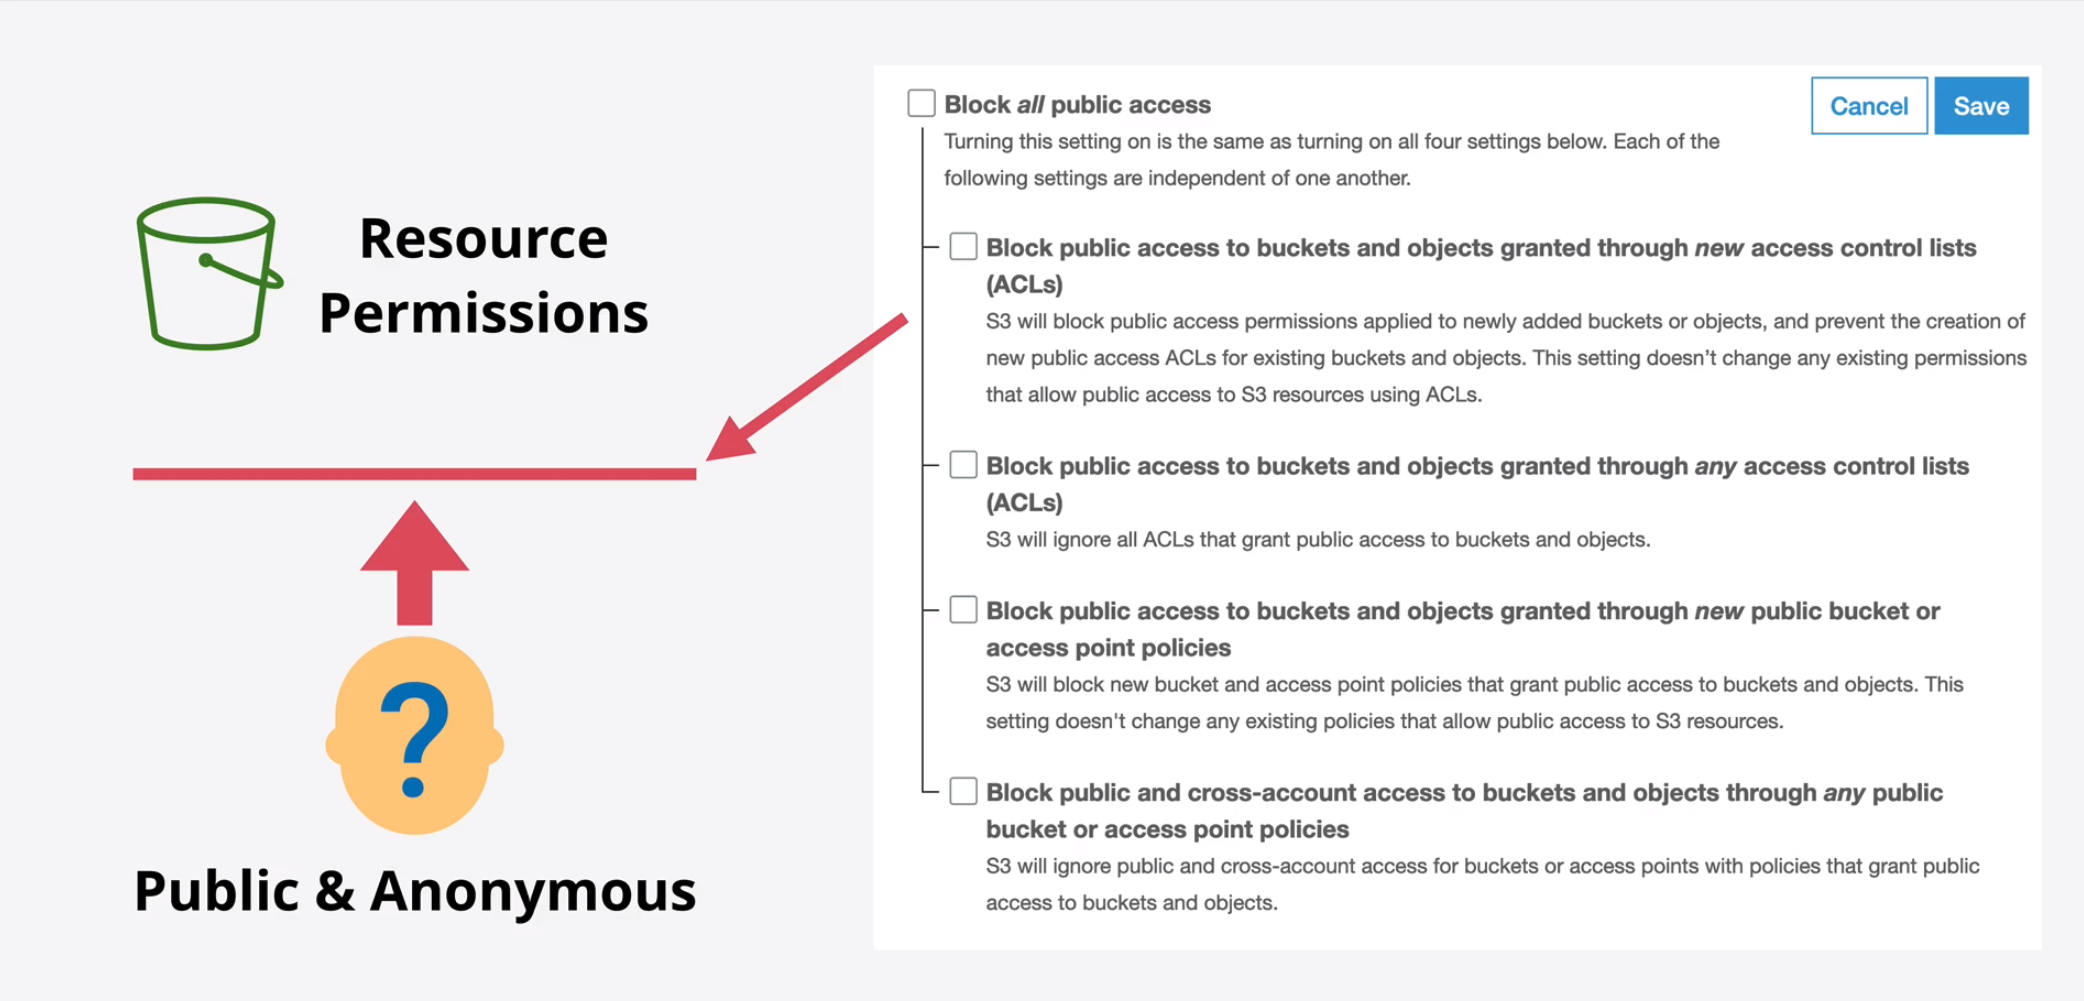 Resource
Permissions
?
Public & Anonymous
Block all public access
Cancel
Save
Turning this setting on is the same as turning on all four settings below. Each of the
following settings are independent of one another.
Block public access to buckets and objects granted through new access control lists
(ACLs)
S3 will block public access permissions applied to newly added buckets or objects, and prevent the creation of
new public access ACLs for existing buckets and objects. This setting doesn’t change any existing permissions
that allow public access to S3 resources using ACLs.
Block public access to buckets and objects granted through any access control lists
(ACLs)
S3 will ignore all ACLs that grant public access to buckets and objects.
Block public access to buckets and objects granted through new public bucket or
access point policies
S3 will block new bucket and access point policies that grant public access to buckets and objects. This
setting doesn't change any existing policies that allow public access to S3 resources.
Block public and cross-account access to buckets and objects through any public
bucket or access point policies
S3 will ignore public and cross-account access for buckets or access points with policies that grant public
access to buckets and objects.